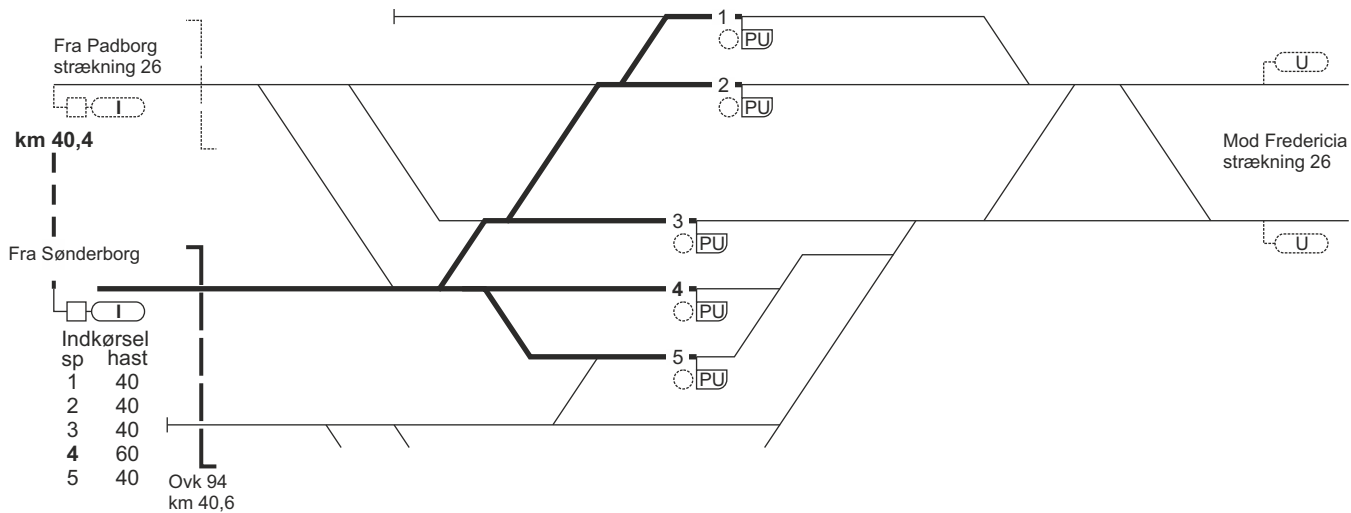 1
PU
Fra Padborg
strækning 26
U
2
PU
I
km 40,4
Mod Fredericia
strækning 26
3
PU
U
Fra Sønderborg
4
PU
I
Indkørsel
sp hast
5
PU
1 40
2 40
3 40
4 60
5 40
Ovk 94
km 40,6